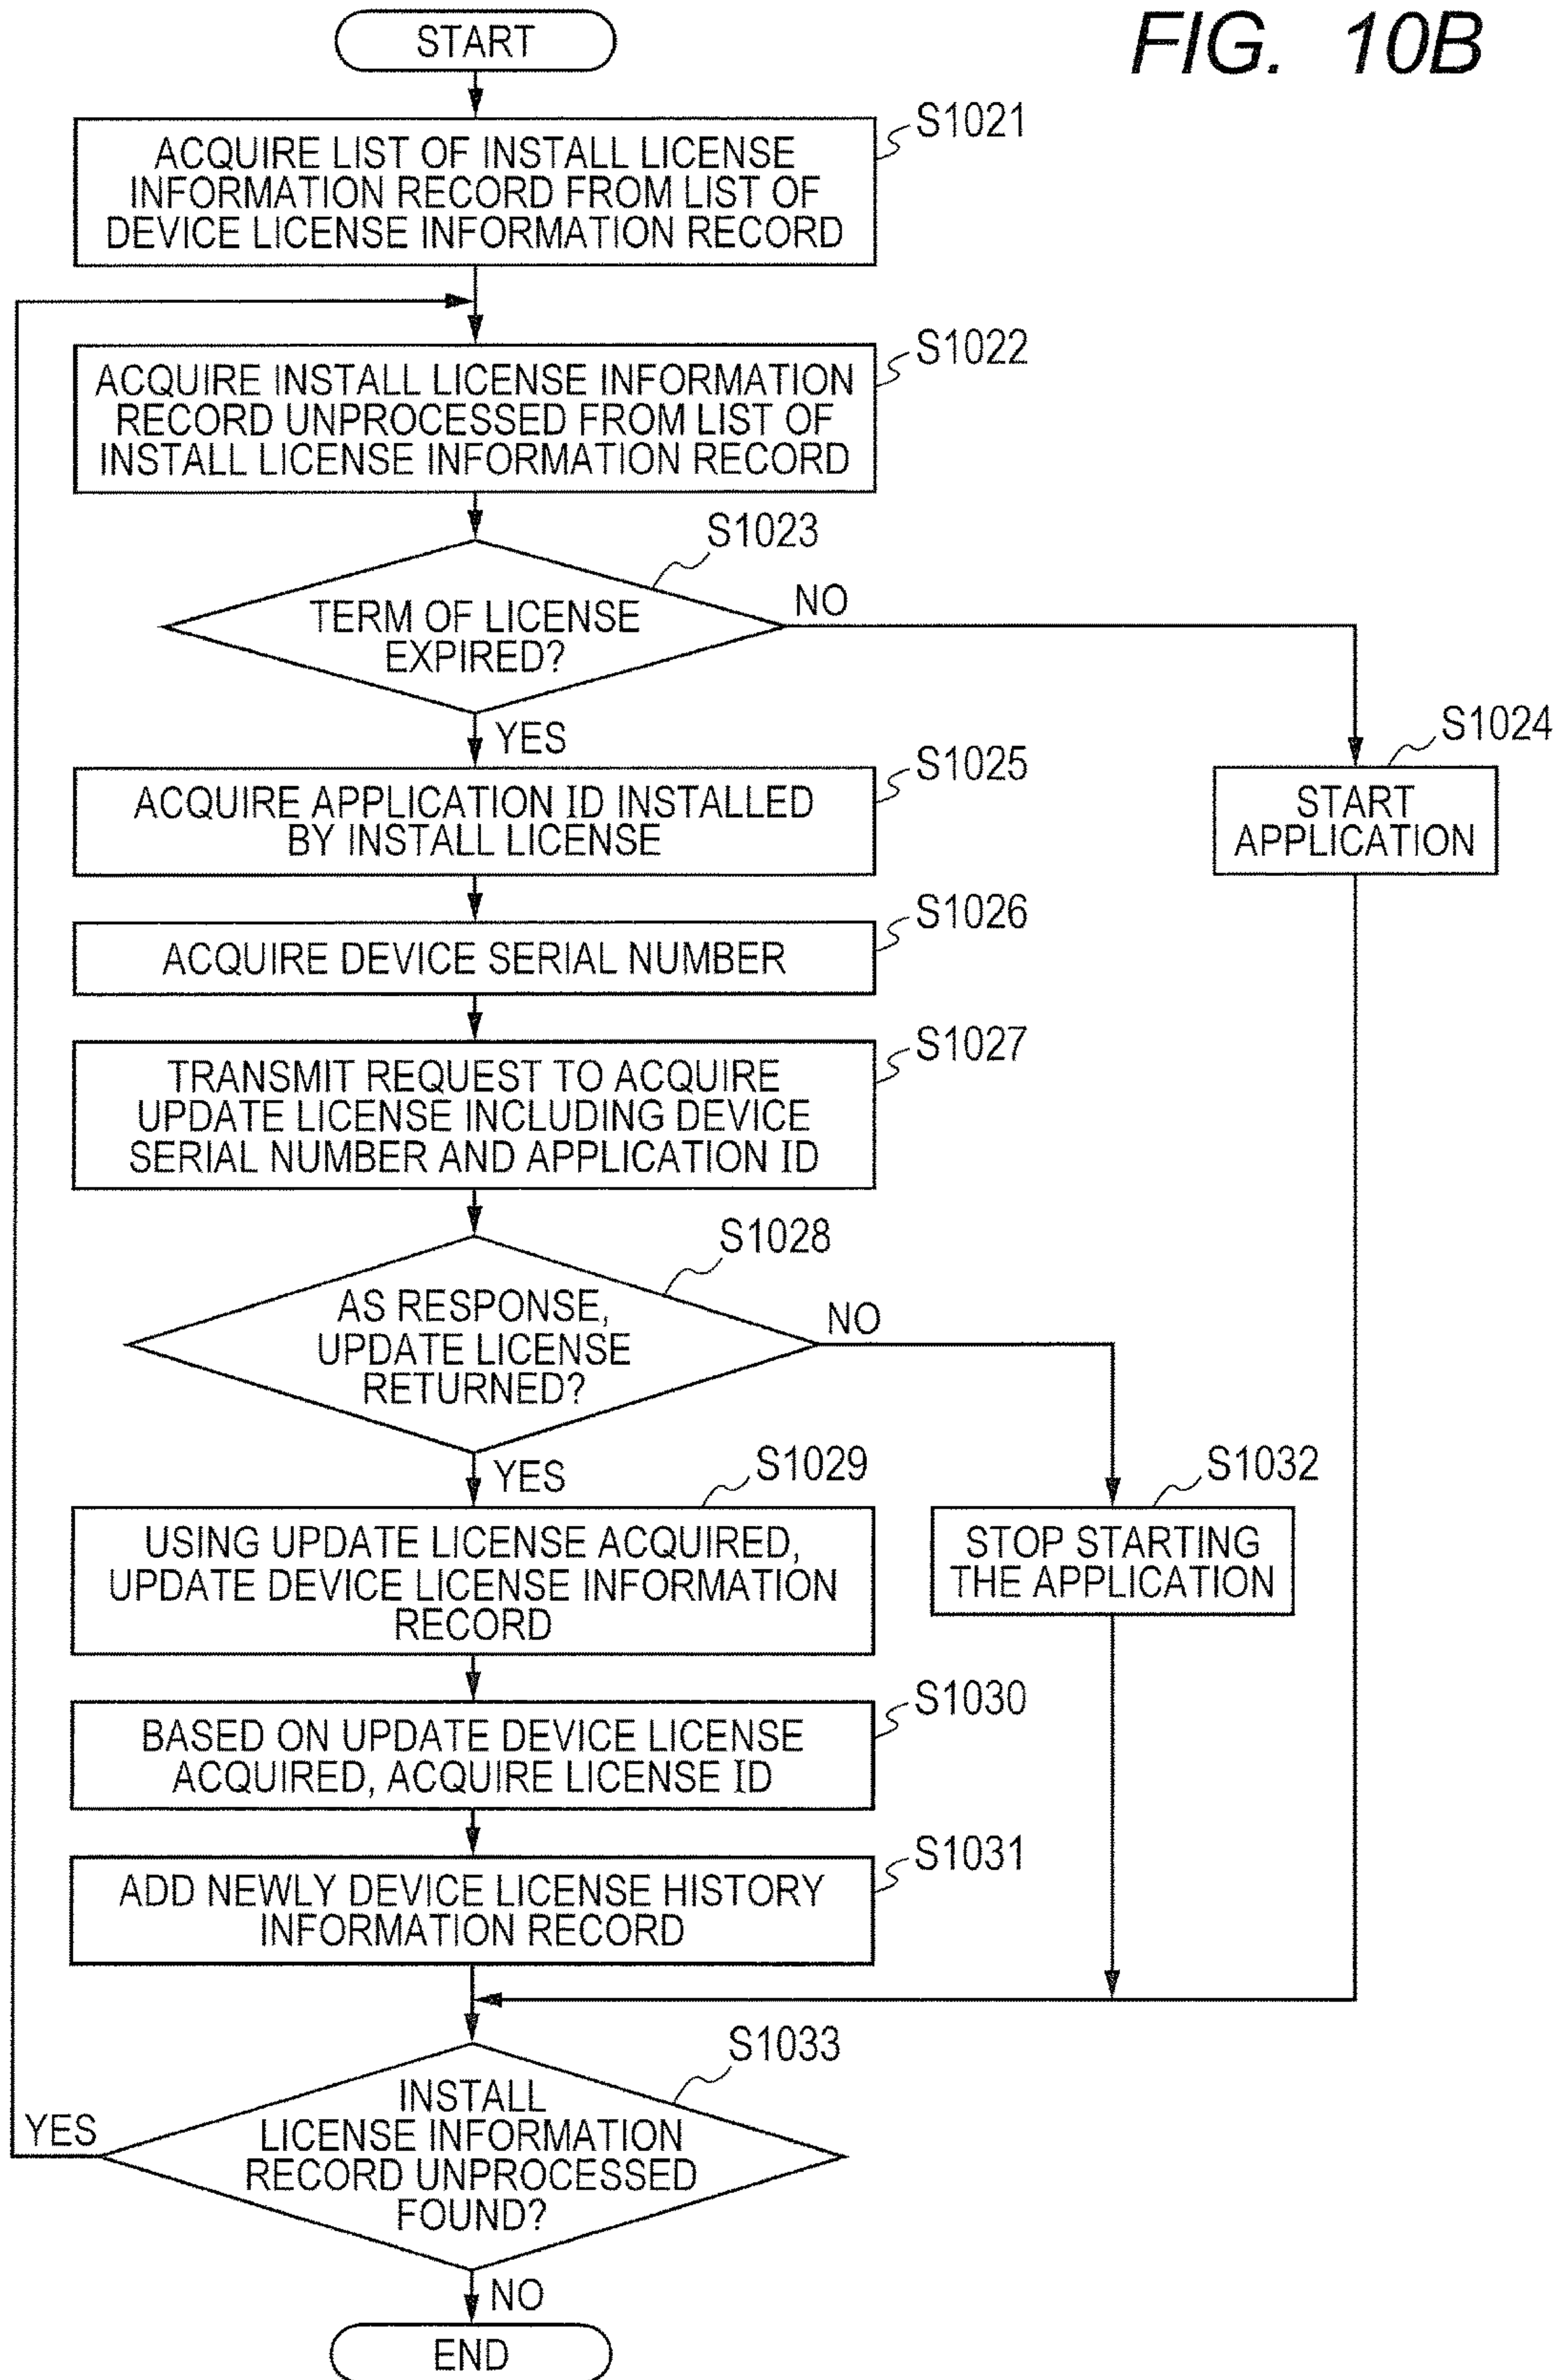 FIG. 10B
START
S1021
ACQUIRE LIST OF INSTALL LICENSE
INFORMATION RECORD FROM LIST OF
DEVICE LICENSE INFORMATION RECORD
S1022
ACQUIRE INSTALL LICENSE INFORMATION
RECORD UNPROCESSED FROM LIST OF
INSTALL LICENSE INFORMATION RECORD
S1023
TERM OF LICENSE
EXPIRED?
NO
YES
S1024
START
APPLICATION
S1025
ACQUIRE APPLICATION ID INSTALLED
BY INSTALL LICENSE
S1026
ACQUIRE DEVICE SERIAL NUMBER
S1027
TRANSMIT REQUEST TO ACQUIRE
UPDATE LICENSE INCLUDING DEVICE
SERIAL NUMBER AND APPLICATION ID
S1028
AS RESPONSE,
UPDATE LICENSE
RETURNED?
NO
YES
S1029
USING UPDATE LICENSE ACQUIRED,
UPDATE DEVICE LICENSE INFORMATION
RECORD
S1032
STOP STARTING
THE APPLICATION
S1030
BASED ON UPDATE DEVICE LICENSE
ACQUIRED, ACQUIRE LICENSE ID
S1031
ADD NEWLY DEVICE LICENSE HISTORY
INFORMATION RECORD
S1033
INSTALL
LICENSE INFORMATION
RECORD UNPROCESSED
FOUND?
YES
NO
END